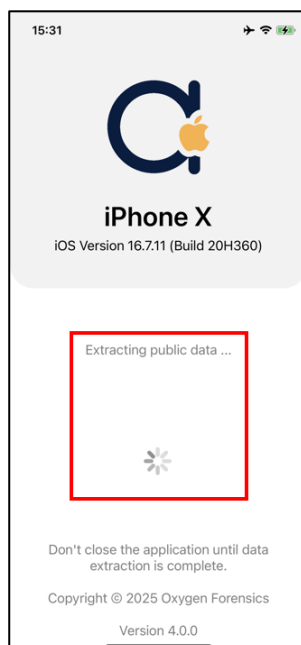 15:31
iPhone X
iOS Version 16.7.11 (Build 20H360)
Extracting public data ...
Don't close the application until data
extraction is complete.
Copyright © 2025 Oxygen Forensics
Version 4.0.0